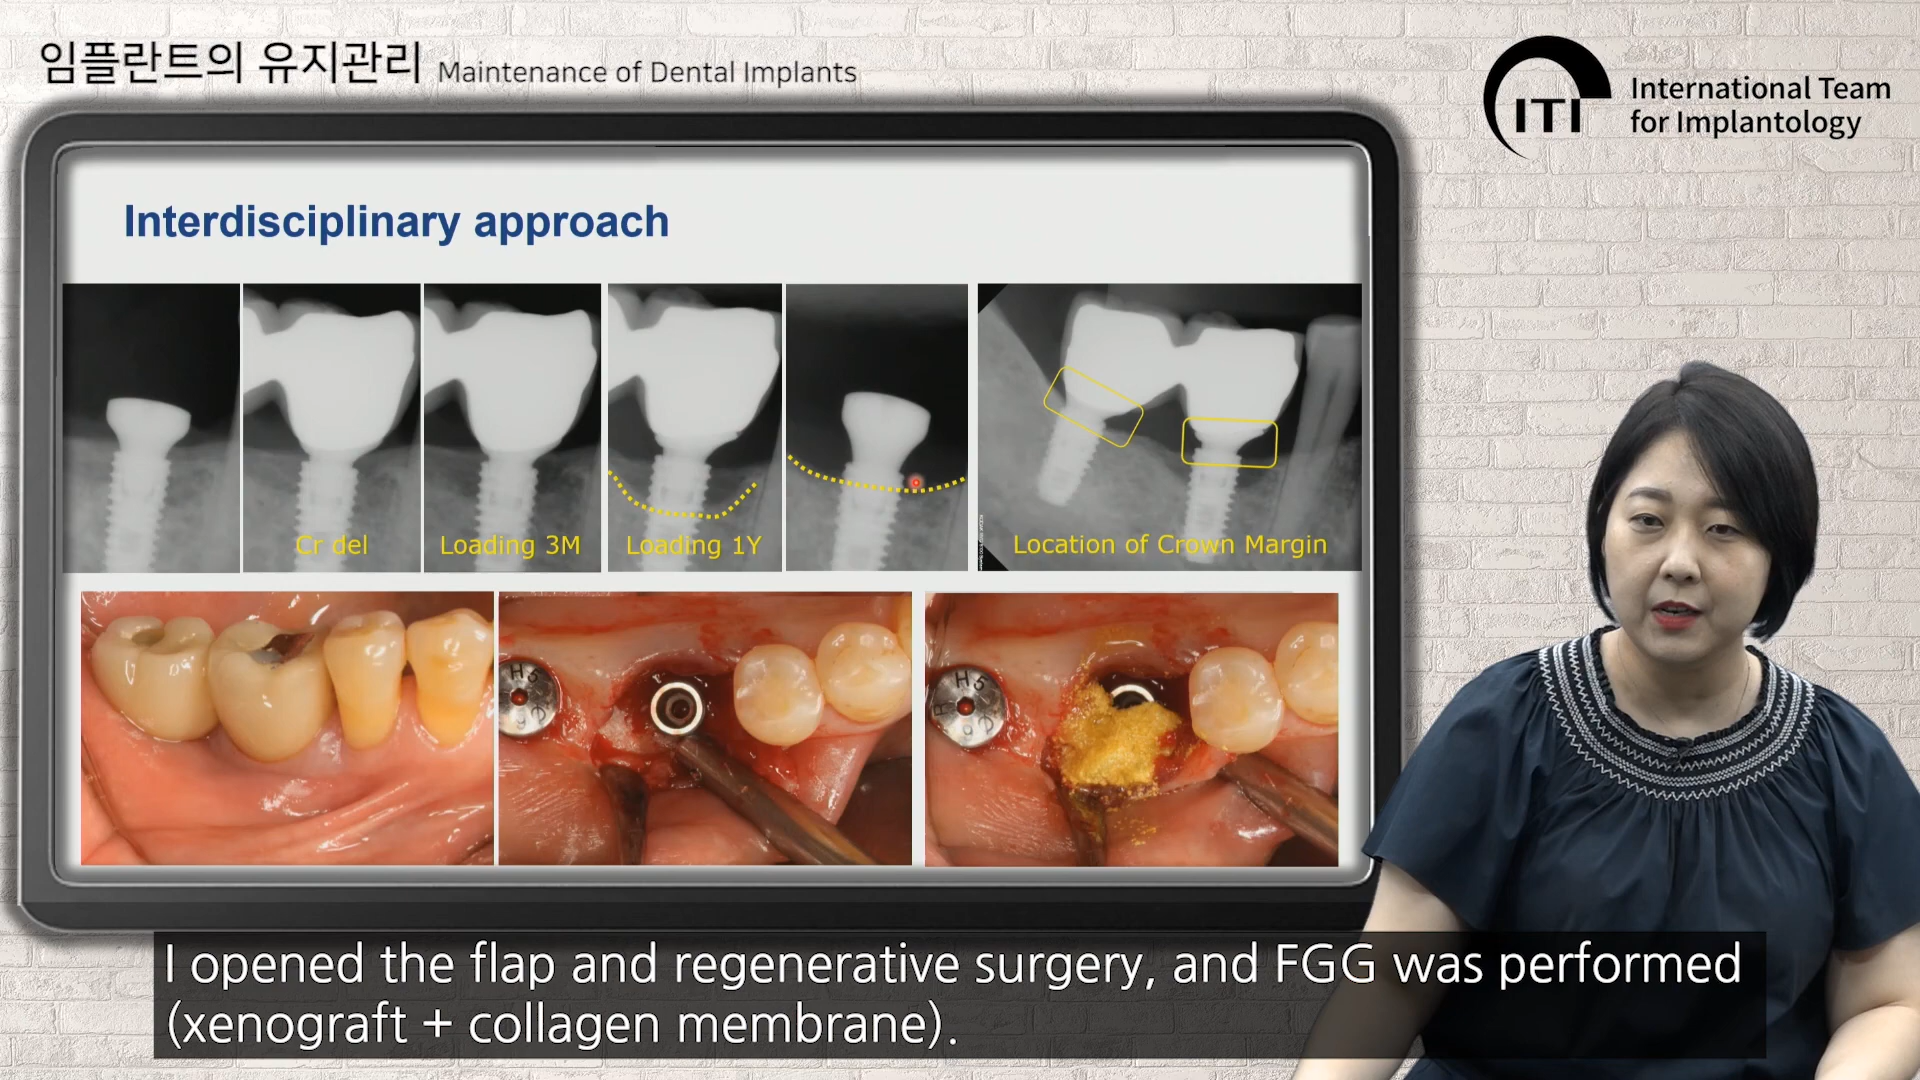 임플란트의 유지관리 Maintenance of Dental Implants
ITI International Team
for Implantology
Interdisciplinary approach
Cr del
Loading 3M
Loading 1Y
Location of Crown Margin
H5
H5
I opened the flap and regenerative surgery, and FGG was performed
(xenograft + collagen membrane).